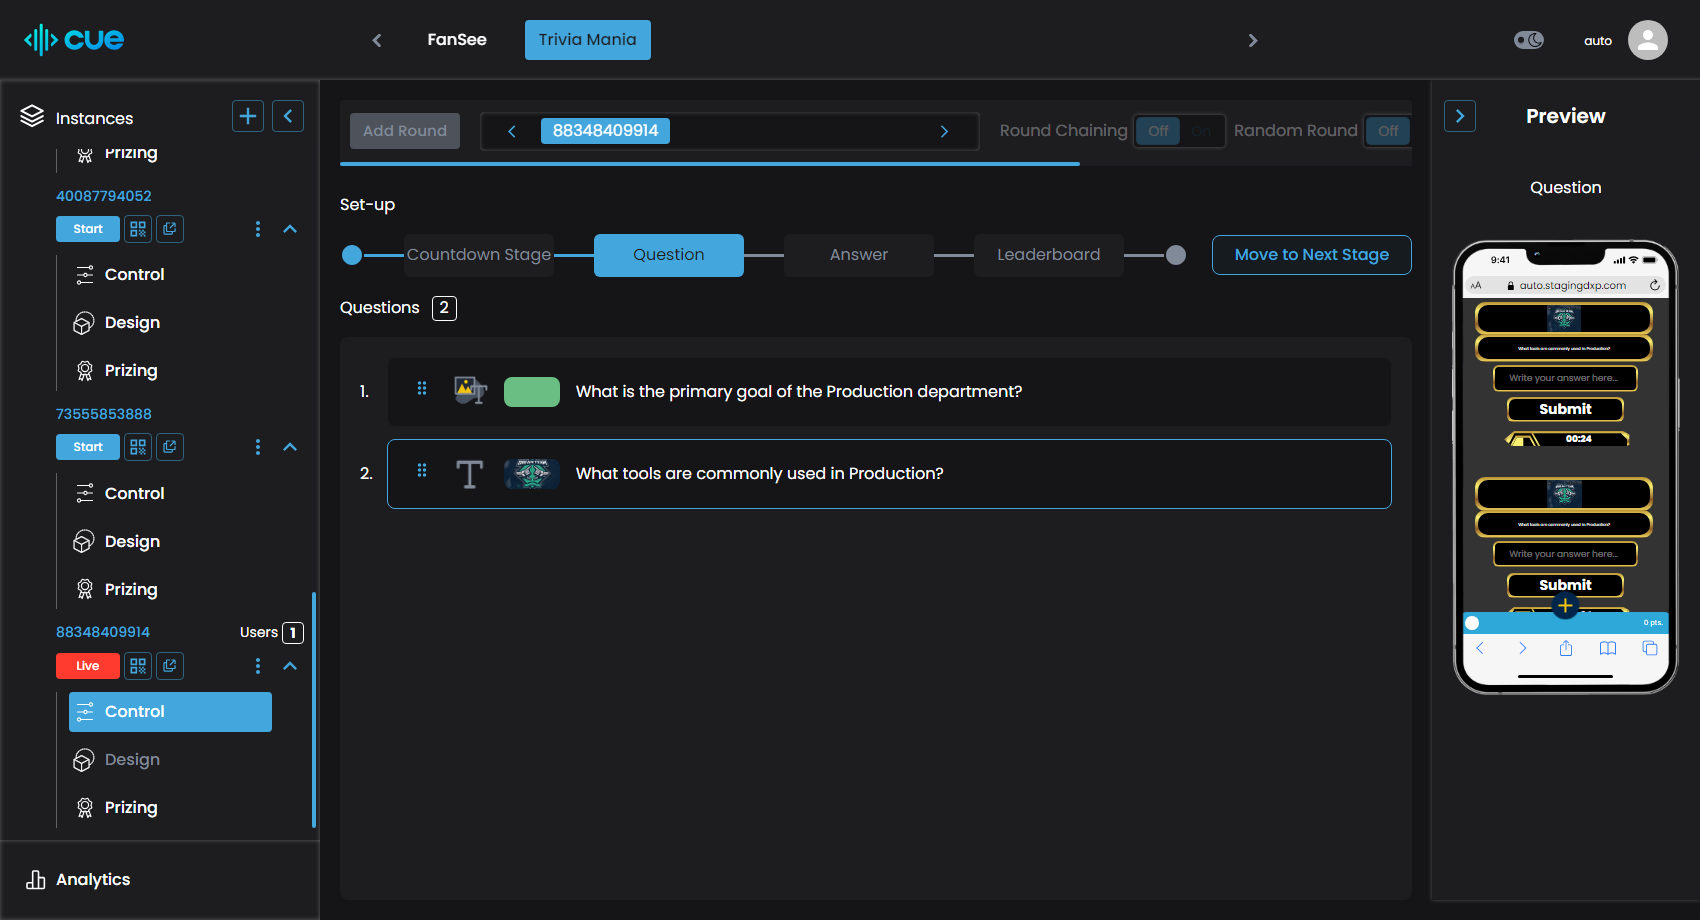 cue
FanSee
Trivia Mania
auto
Instances
Prizing
40087794052
Start
Control
Design
Prizing
73555853888
Start
Control
Design
Prizing
88348409914
Users 1
Live
Control
Design
Prizing
Analytics
Add Round
88348409914
Round Chaining
Off
On
Random Round
Off
Set-up
Countdown Stage
Question
Answer
Leaderboard
Move to Next Stage
Questions 2
1. What is the primary goal of the Production department?
2. T What tools are commonly used in Production?
Preview
Question
9:41
AA auto.stagingdxp.com
What tools are commonly used in Production?
Write your answer here...
Submit
00:24
What tools are commonly used in Production?
Write your answer here...
Submit
0 pts.